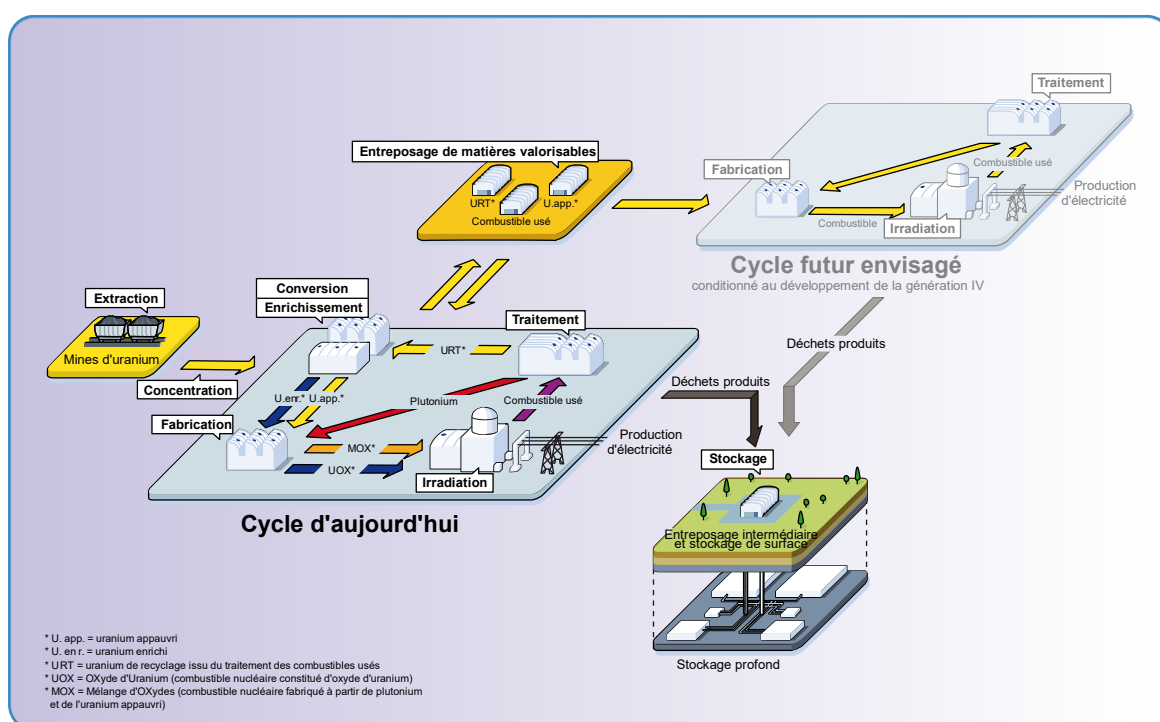 Traitement
Entreposage de matières valorisables
Combustible usé
Fabrication
URT*
U.app.*
Combustible usé
Production
d'électricité
Combustible
Irradiation
Cycle futur envisagé
conditionné au développement de la génération IV
Conversion
Enrichissement
Extraction
Traitement
Mines d'uranium
URT*
Déchets produits
Concentration
Déchets produits
U.enr.*
U.app.*
Plutonium
Combustible usé
Fabrication
Production
d'électricité
MOX*
UOX*
Irradiation
Stockage
Cycle d'aujourd'hui
Entreposage intermédiaire
et stockage de surface
Stockage profond
* U. app. = uranium appauvri
* U. en r. = uranium enrichi
* URT = uranium de recyclage issu du traitement des combustibles usés
* UOX = OXyde d'Uranium (combustible nucléaire constitué d'oxyde d'uranium)
* MOX = Mélange d'OXydes (combustible nucléaire fabriqué à partir de plutonium
et de l'uranium appauvri)